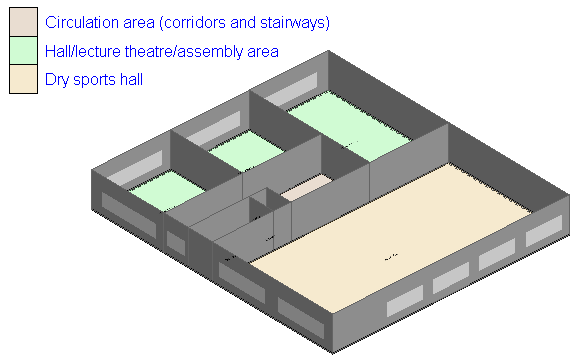 Circulation area (corridors and stairways)
Hall/lecture theatre/assembly area
Dry sports hall